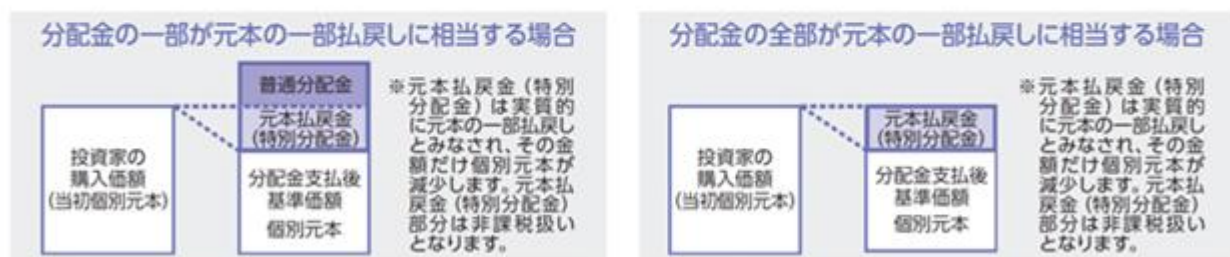 分配金の一部が元本の一部払戻しに相当する場合
普通分配金
元本払戻金
(特別分配金)
投資家の
購入価額
(当初個別元本)
分配金支払後
基準価額
個別元本
※元本払戻金(特別
分配金)は実質的
に元本の一部払戻し
とみなされ、その金
額だけ個別元本が
減少します。元本払
戻金(特別分配金)
部分は非課税扱い
となります。
分配金の全部が元本の一部払戻しに相当する場合
元本払戻金
(特別分配金)
投資家の
購入価額
(当初個別元本)
分配金支払後
基準価額
個別元本
※元本払戻金(特別
分配金)は実質的
に元本の一部払戻し
とみなされ、その金
額だけ個別元本が
減少します。元本払
戻金(特別分配金)
部分は非課税扱い
となります。